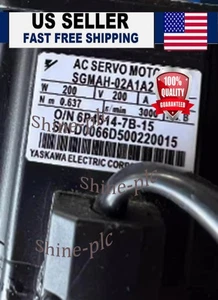 US SELLER
FAST FREE SHIPPING
AC SERVO MOTO
SGMAH-02A1A2
100%
QUALITY
W 200 V 200 A
N m 0.637 r/min 3000 B
O/N 6P4514-7B-15
S/N D0066D500220015
YASKAWA ELECTRIC CORP
Shine-plc
Shine-plc
Shine-plc